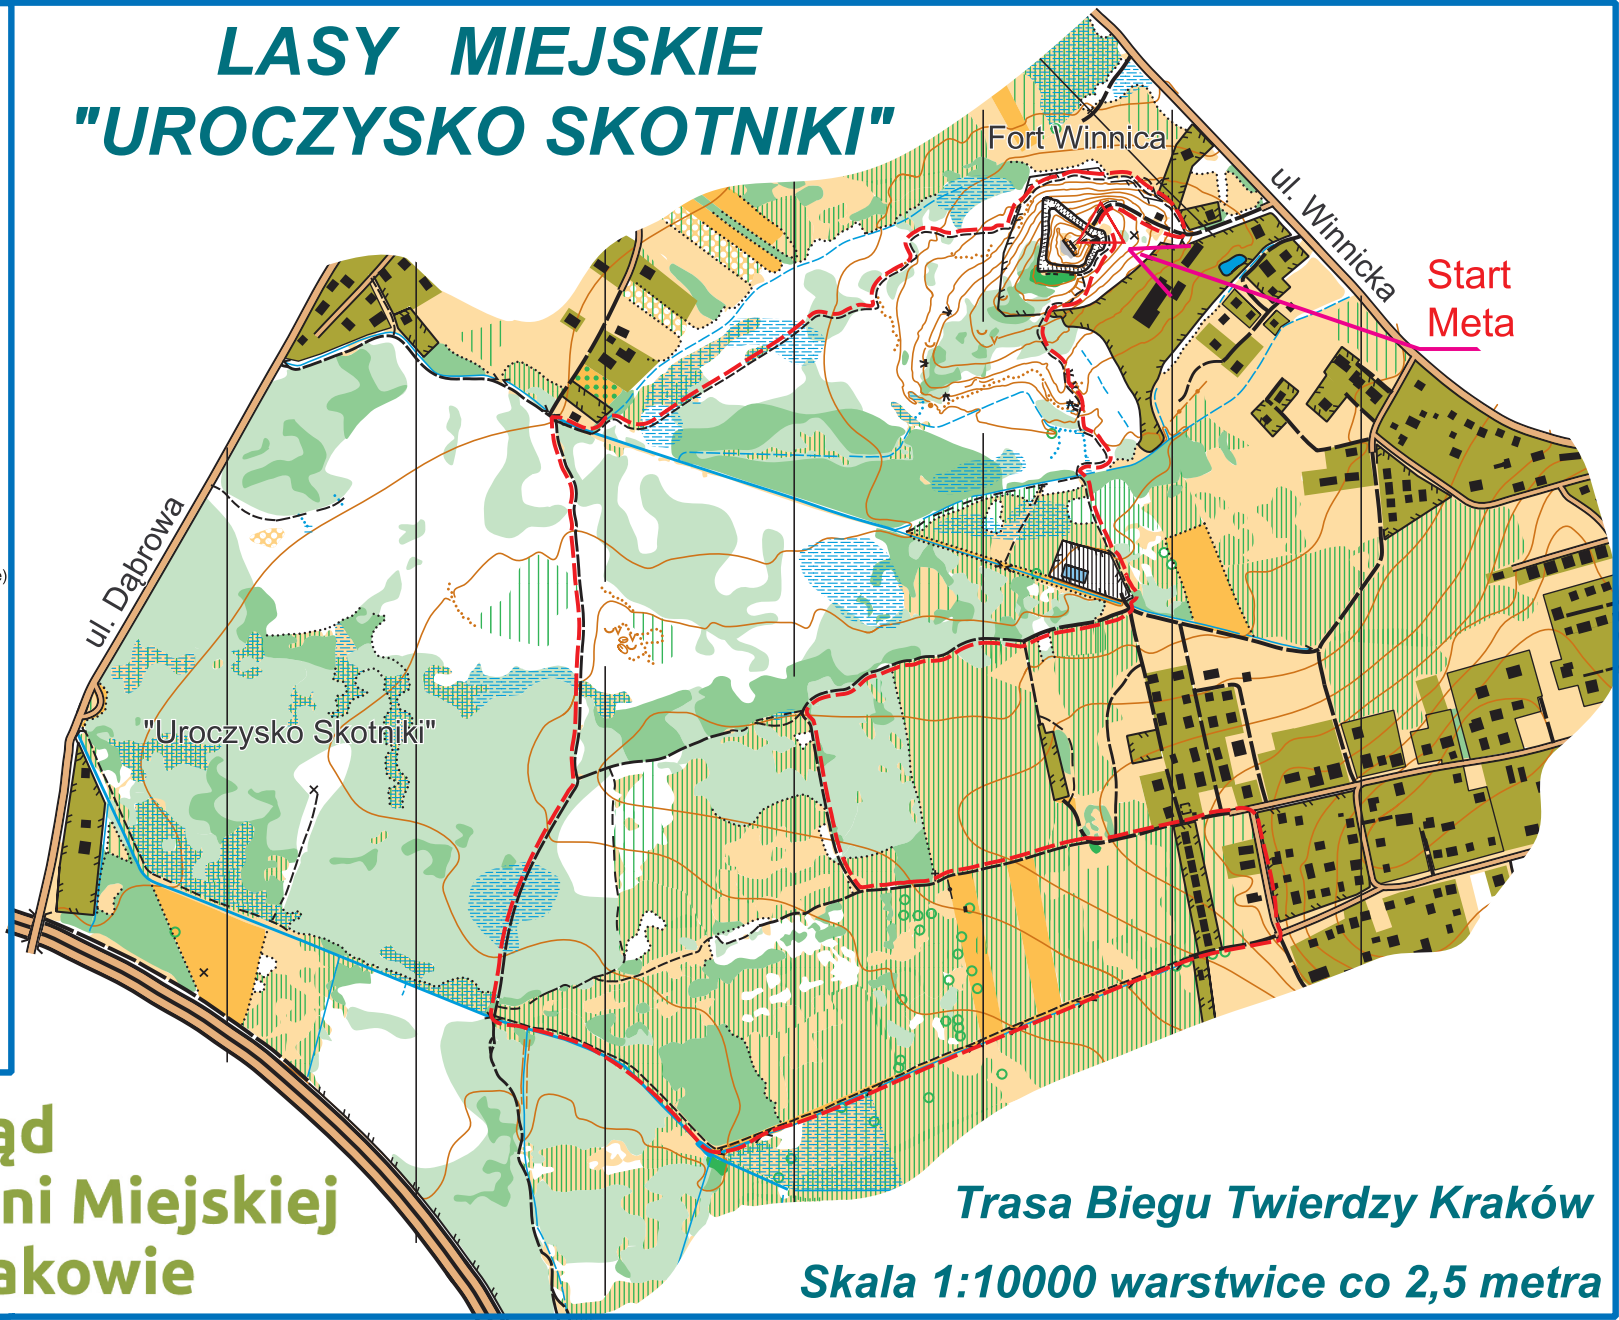 LASY MIEJSKIE
"UROCZYSKO SKOTNIKI"
Fort Winnica
ul. Winnicka
Start
Meta
ul. Dąbrowa
"Uroczysko Skotniki"
ąd
ni Miejskiej
akowie
Trasa Biegu Twierdzy Kraków
Skala 1:10000 warstwice co 2,5 metra